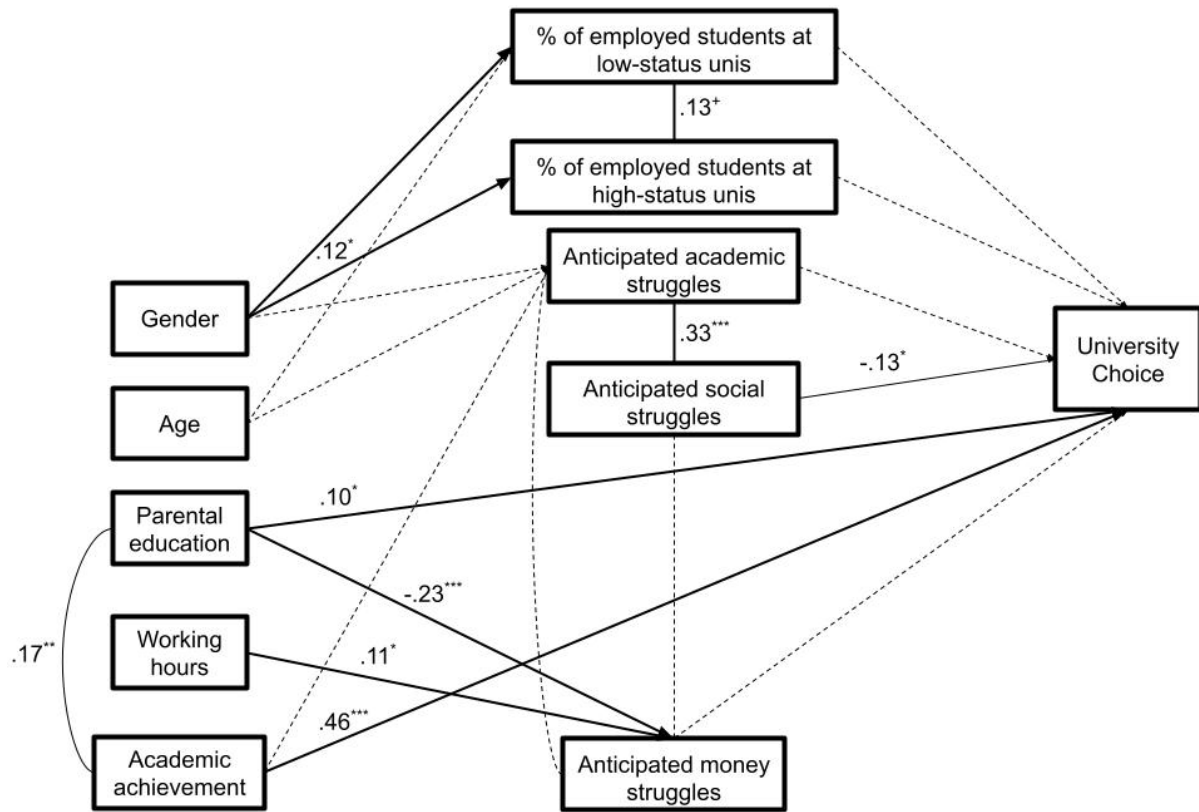 % of employed students at
low-status unis
.13⁺
% of employed students at
high-status unis
.12*
Anticipated academic
struggles
Gender
.33***
University
Choice
-.13*
Anticipated social
struggles
Age
.10*
Parental
education
-.23***
.17**
Working
hours
.11*
.46***
Academic
achievement
Anticipated money
struggles